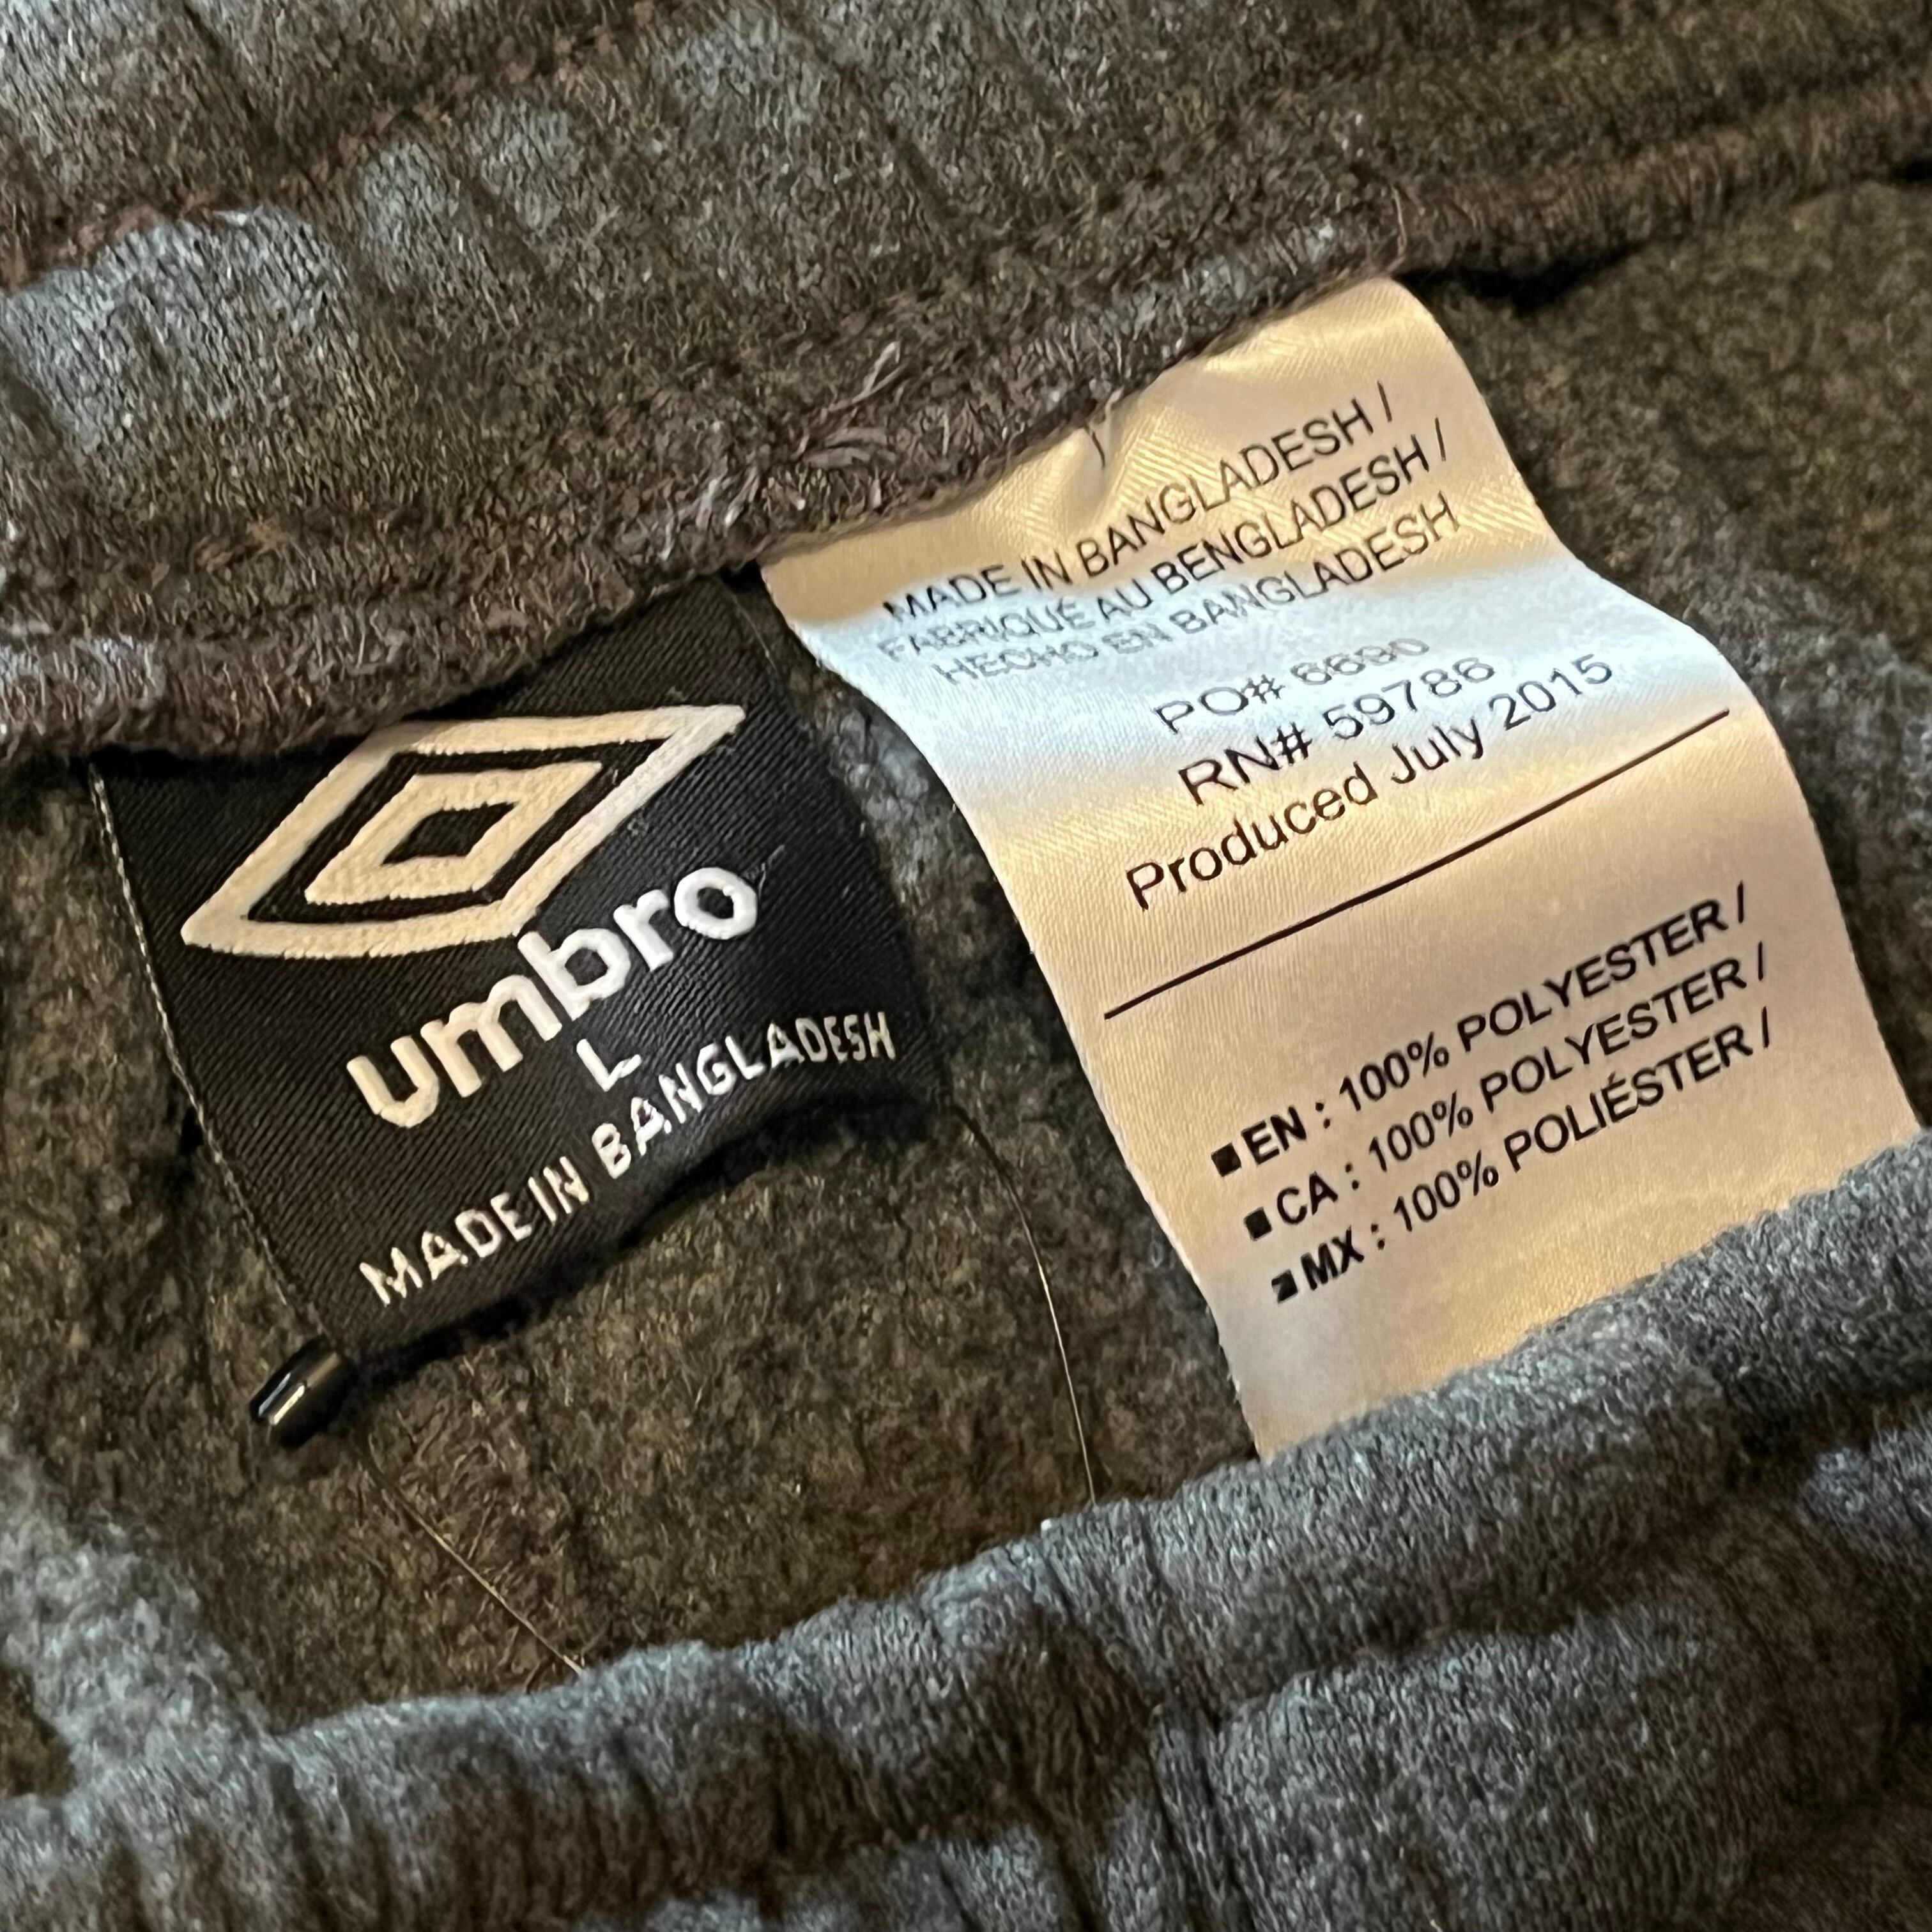 umbro
L
MADE IN BANGLADESH
MADE IN BANGLADESH /
FABRIQUÉ AU BENGLADESH /
HECHO EN BANGLADESH
PO# 6690
RN# 59786
Produced July 2015
■EN : 100% POLYESTER /
■CA : 100% POLYESTER /
■MX : 100% POLIÉSTER /